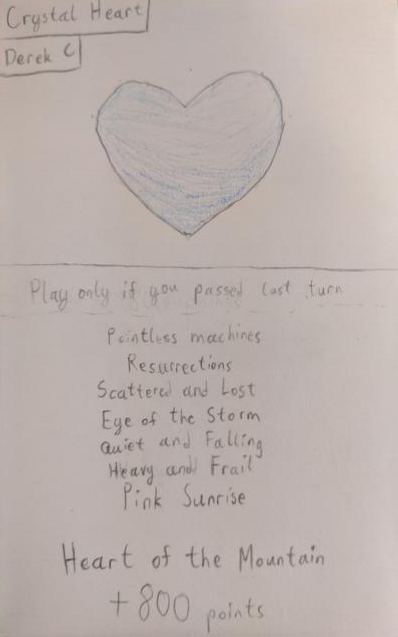 Crystal Heart
Derek C
Play only if you passed last turn
Pointless machines
Resurrections
Scattered and Lost
Eye of the Storm
Quiet and Falling
Heavy and Frail
Pink Sunrise
Heart of the Mountain
+800 points